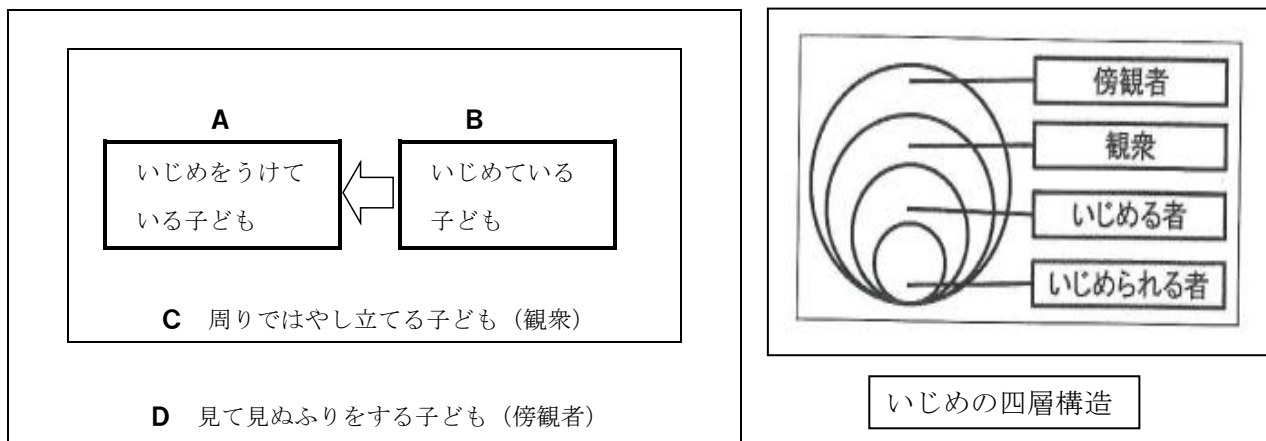 A
B
いじめをうけて
いる子ども
いじめている
子ども
C 周りではやし立てる子ども（観衆）
D 見て見ぬふりをする子ども（傍観者）
傍観者
観衆
いじめる者
いじめられる者
いじめの四層構造